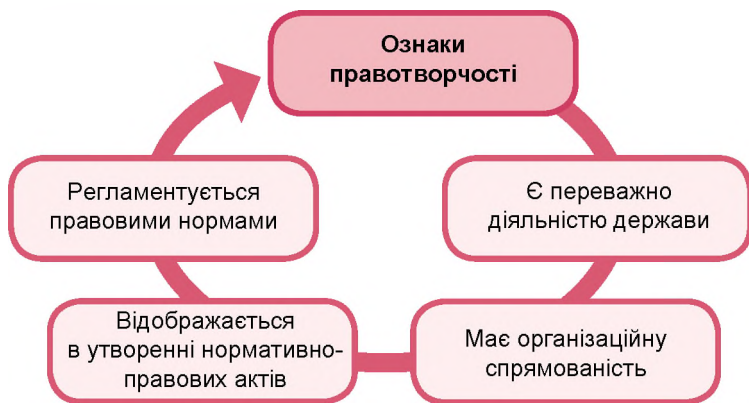 Ознаки
правотворчості
Є переважно
діяльністю держави
Має організаційну
спрямованість
Відображається
в утворенні нормативно-
правових актів
Регламентується
правовими нормами